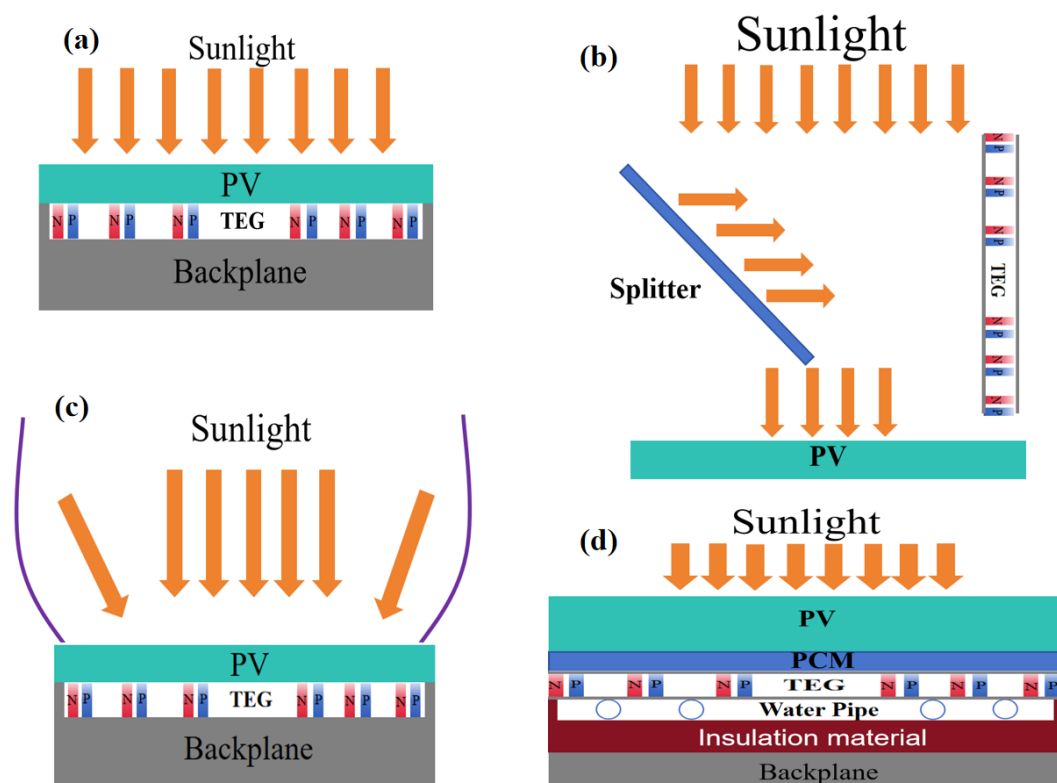 (a)
Sunlight
PV
N P N P N P TEG N P N P N P
Backplane
(b)
Sunlight
Splitter
N
P
N
P
N
P
TEG
N
P
N
P
N
P
PV
(c)
Sunlight
PV
N P N P N P TEG N P N P N P
Backplane
(d)
Sunlight
PV
PCM
N P N P N P TEG N P N P N P
Water Pipe
Insulation material
Backplane